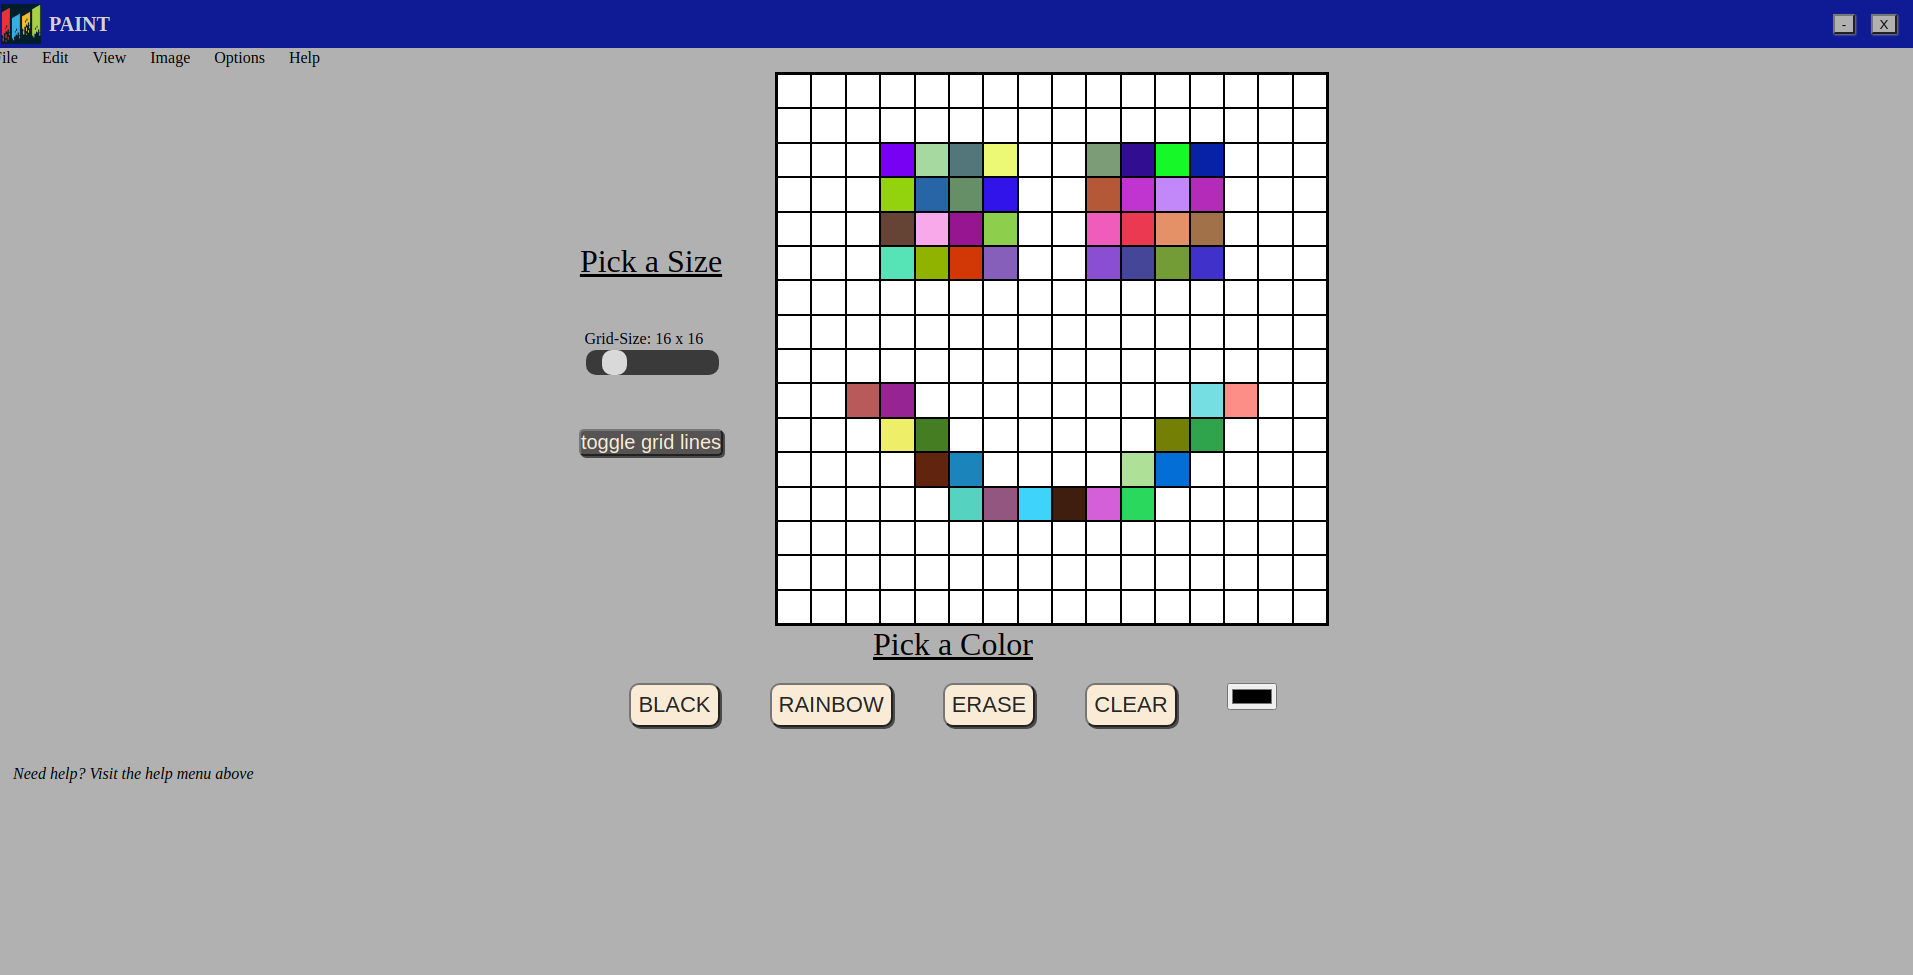 PAINT
- X
File Edit View Image Options Help
Pick a Size
Grid-Size: 16 x 16
toggle grid lines
Pick a Color
BLACK RAINBOW ERASE CLEAR
Need help? Visit the help menu above